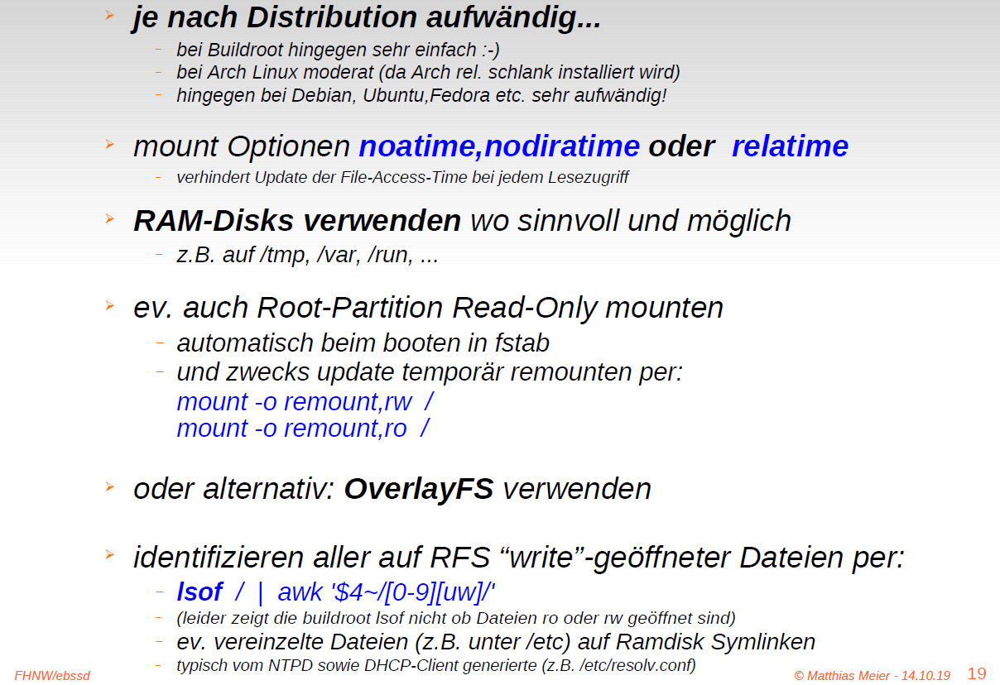 je nach Distribution aufwändig...
– bei Buildroot hingegen sehr einfach :-)
– bei Arch Linux moderat (da Arch rel. schlank installiert wird)
– hingegen bei Debian, Ubuntu,Fedora etc. sehr aufwändig!
mount Optionen noatime,nodiratime oder relatime
– verhindert Update der File-Access-Time bei jedem Lesezugriff
RAM-Disks verwenden wo sinnvoll und möglich
– z.B. auf /tmp, /var, /run, ...
ev. auch Root-Partition Read-Only mounten
– automatisch beim booten in fstab
– und zwecks update temporär remounten per:
mount -o remount,rw /
mount -o remount,ro /
oder alternativ: OverlayFS verwenden
identifizieren aller auf RFS “write”-geöffneter Dateien per:
– lsof / | awk '$4~/[0-9][uw]/'
– (leider zeigt die buildroot lsof nicht ob Dateien ro oder rw geöffnet sind)
– ev. vereinzelte Dateien (z.B. unter /etc) auf Ramdisk Symlinken
– typisch vom NTPD sowie DHCP-Client generierte (z.B. /etc/resolv.conf)
FHNW/ebssd © Matthias Meier - 14.10.19 19